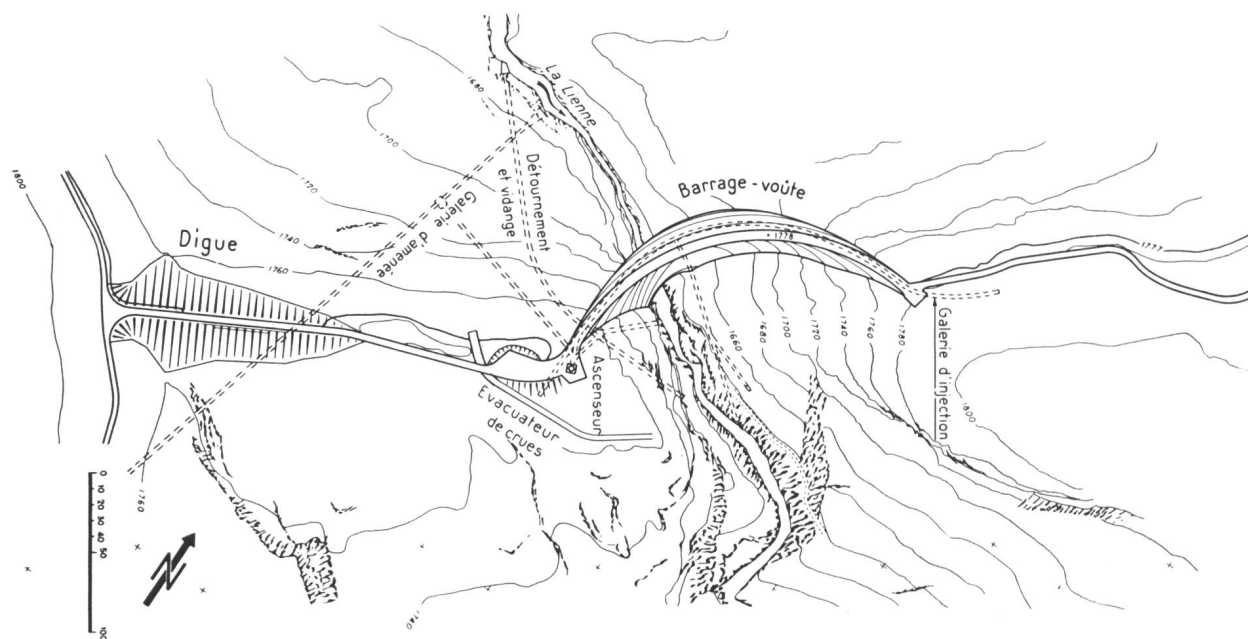 La Lienne
1680
1700
1720
1740
1760
1800
Digue
Galerie d'amenée
Détournement
et vidange
Barrage-voûte
1778
1660
1680
1700
1720
1740
1760
1780
1800
Galerie d'injection
Ascenseur
Evacuateur
de crues
1760
1740
0
10
20
30
40
50
100
N